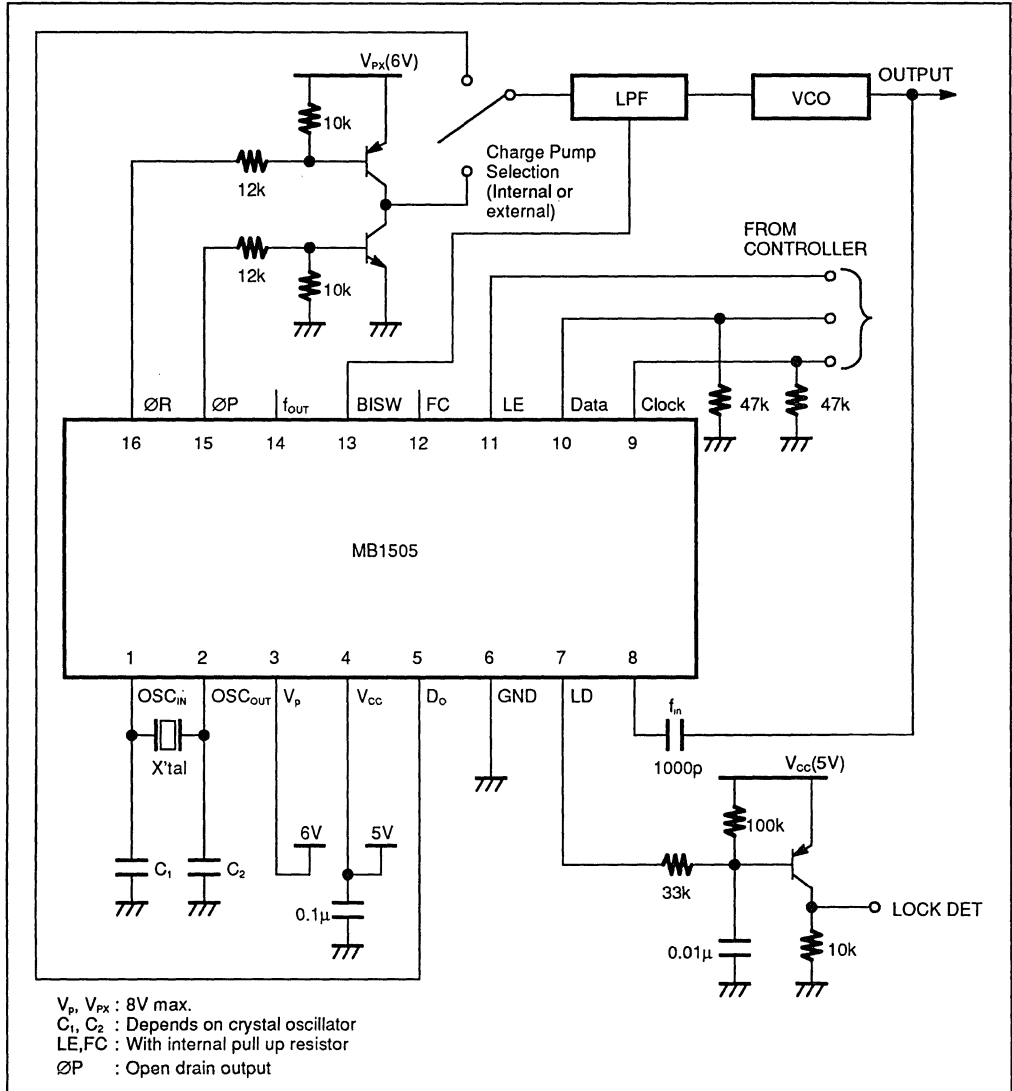 V_PX(6V)
OUTPUT
LPF
VCO
10k
Charge Pump
Selection
(Internal or
external)
12k
FROM
CONTROLLER
12k
10k
ØR
ØP
f_OUT
BISW
FC
LE
Data
Clock
47k
47k
16
15
14
13
12
11
10
9
MB1505
1
2
3
4
5
6
7
8
OSC_IN
OSC_OUT
V_p
V_CC
D_O
GND
LD
f_in
X'tal
1000p
V_CC(5V)
100k
6V
5V
C₁
C₂
33k
0.1µ
LOCK DET
0.01µ
10k
V_p, V_PX : 8V max.
C₁, C₂ : Depends on crystal oscillator
LE,FC : With internal pull up resistor
ØP : Open drain output